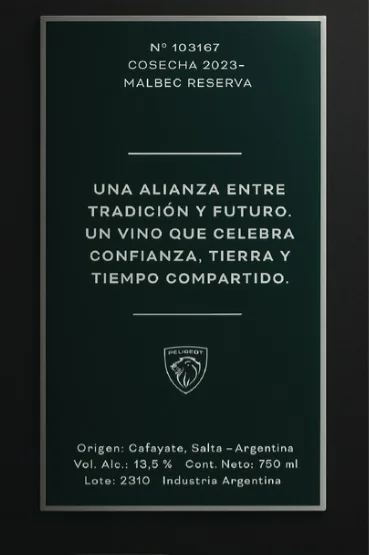 Nº 103167
COSECHA 2023–
MALBEC RESERVA
UNA ALIANZA ENTRE
TRADICIÓN Y FUTURO.
UN VINO QUE CELEBRA
CONFIANZA, TIERRA Y
TIEMPO COMPARTIDO.
PEUGEOT
Origen: Cafayate, Salta – Argentina
Vol. Alc.: 13,5 % Cont. Neto: 750 ml
Lote: 2310 Industria Argentina